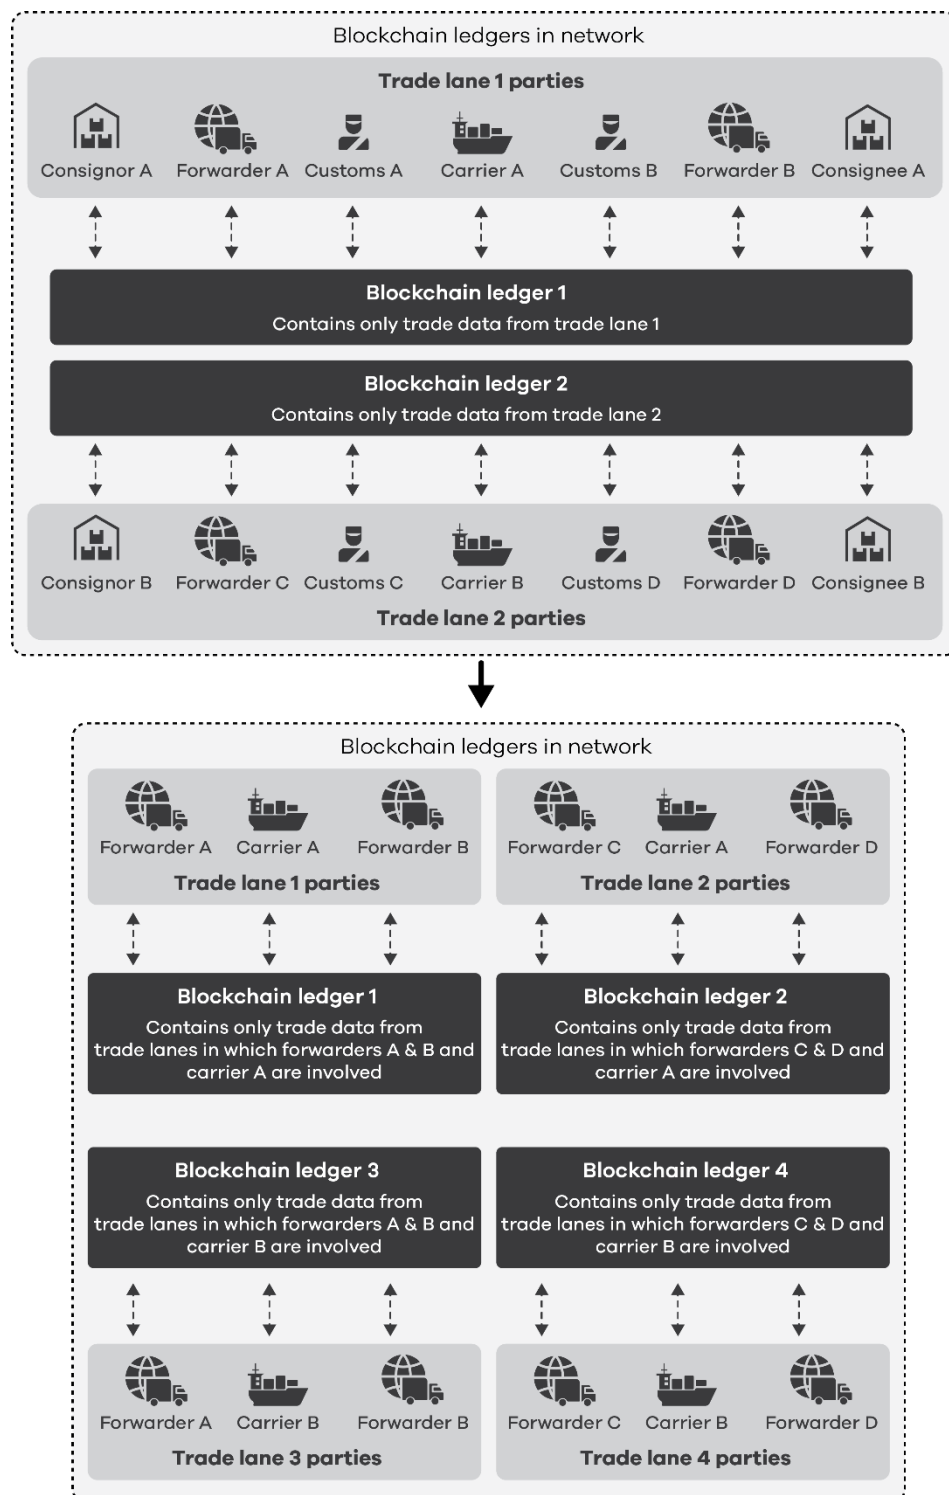 Blockchain ledgers in network
Trade lane 1 parties
Consignor A Forwarder A Customs A Carrier A Customs B Forwarder B Consignee A
Blockchain ledger 1
Contains only trade data from trade lane 1
Blockchain ledger 2
Contains only trade data from trade lane 2
Consignor B Forwarder C Customs C Carrier B Customs D Forwarder D Consignee B
Trade lane 2 parties
Blockchain ledgers in network
Forwarder A Carrier A Forwarder B
Trade lane 1 parties
Forwarder C Carrier A Forwarder D
Trade lane 2 parties
Blockchain ledger 1
Contains only trade data from
trade lanes in which forwarders A & B and
carrier A are involved
Blockchain ledger 2
Contains only trade data from
trade lanes in which forwarders C & D and
carrier A are involved
Blockchain ledger 3
Contains only trade data from
trade lanes in which forwarders A & B and
carrier B are involved
Blockchain ledger 4
Contains only trade data from
trade lanes in which forwarders C & D and
carrier B are involved
Forwarder A Carrier B Forwarder B
Trade lane 3 parties
Forwarder C Carrier B Forwarder D
Trade lane 4 parties